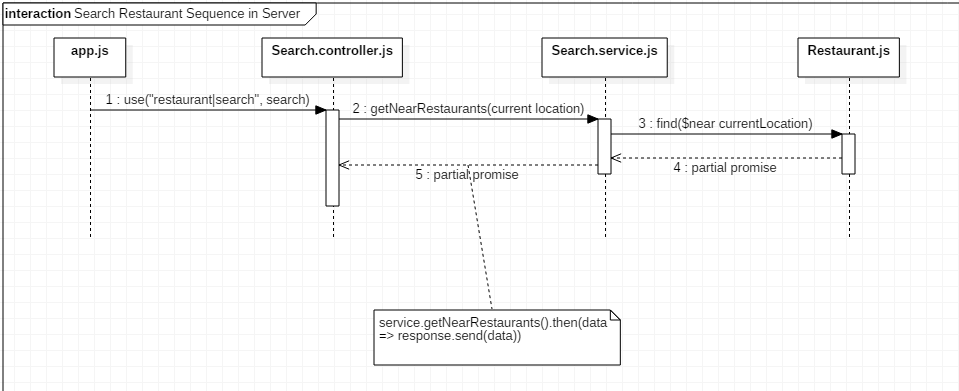 interaction Search Restaurant Sequence in Server
app.js
Search.controller.js
Search.service.js
Restaurant.js
1 : use("restaurant|search", search)
2 : getNearRestaurants(current location)
3 : find($near currentLocation)
4 : partial promise
5 : partial promise
service.getNearRestaurants().then(data
=> response.send(data))